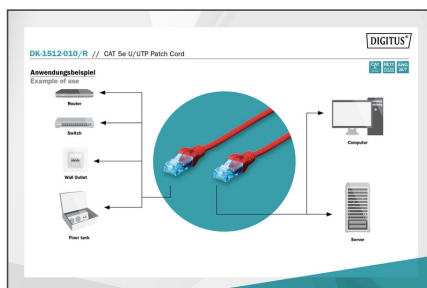 DIGITUS®
DK-1512-010/R // CAT 5e U/UTP Patch Cord
Anwendungsbeispiel
Example of use
Router
Switch
Wall Outlet
Floor tank
Computer
Server